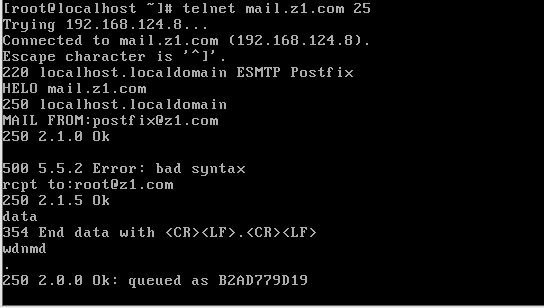 [root@localhost ~]# telnet mail.z1.com 25
Trying 192.168.124.8...
Connected to mail.z1.com (192.168.124.8).
Escape character is '^]'.
220 localhost.localdomain ESMTP Postfix
HELO mail.z1.com
250 localhost.localdomain
MAIL FROM:postfix@z1.com
250 2.1.0 Ok
500 5.5.2 Error: bad syntax
rcpt to:root@z1.com
250 2.1.5 Ok
data
354 End data with <CR><LF>.<CR><LF>
wdnmd
.
250 2.0.0 Ok: queued as B2AD779D19